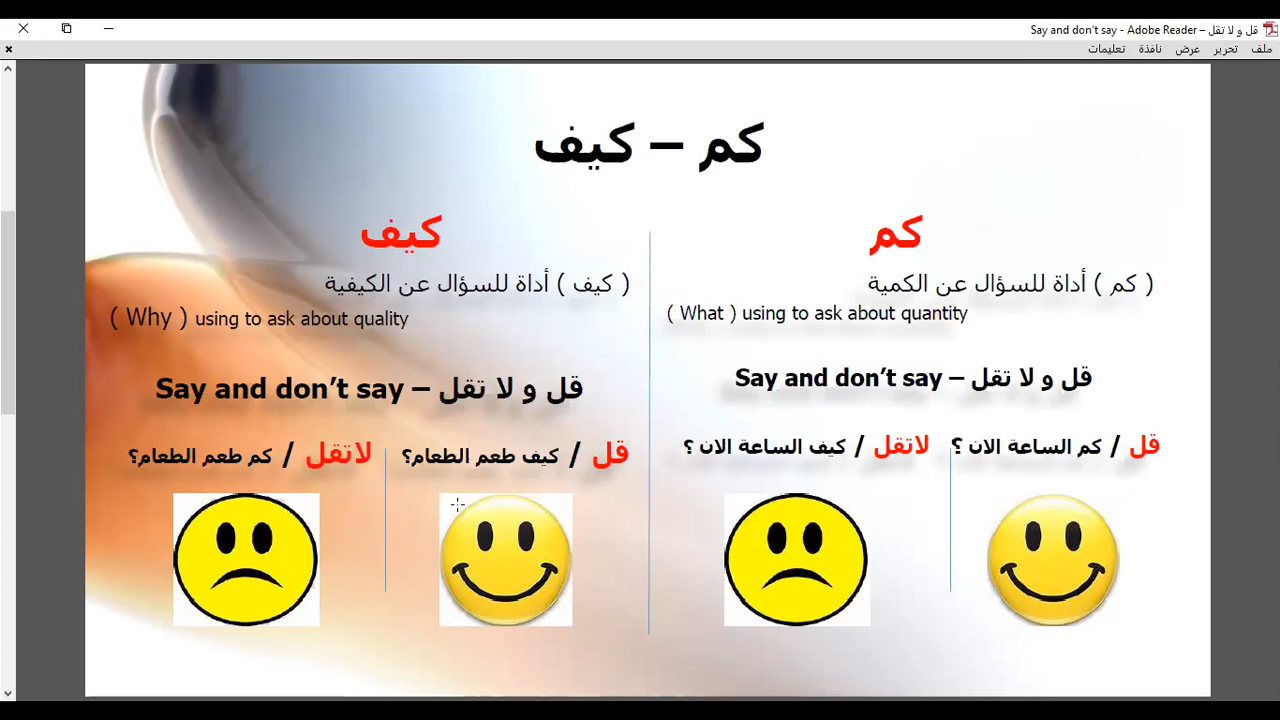 قل و لا تقل – Say and don't say - Adobe Reader
ملف تحرير عرض نافذة تعليمات
كم – كيف
كم
( كم ) أداة للسؤال عن الكمية
( What ) using to ask about quantity
قل و لا تقل – Say and don't say
قل / كم الساعة الان ؟
لاتقل / كيف الساعة الان ؟
كيف
( كيف ) أداة للسؤال عن الكيفية
( Why ) using to ask about quality
قل و لا تقل – Say and don't say
قل / كيف طعم الطعام؟
لاتقل / كم طعم الطعام؟